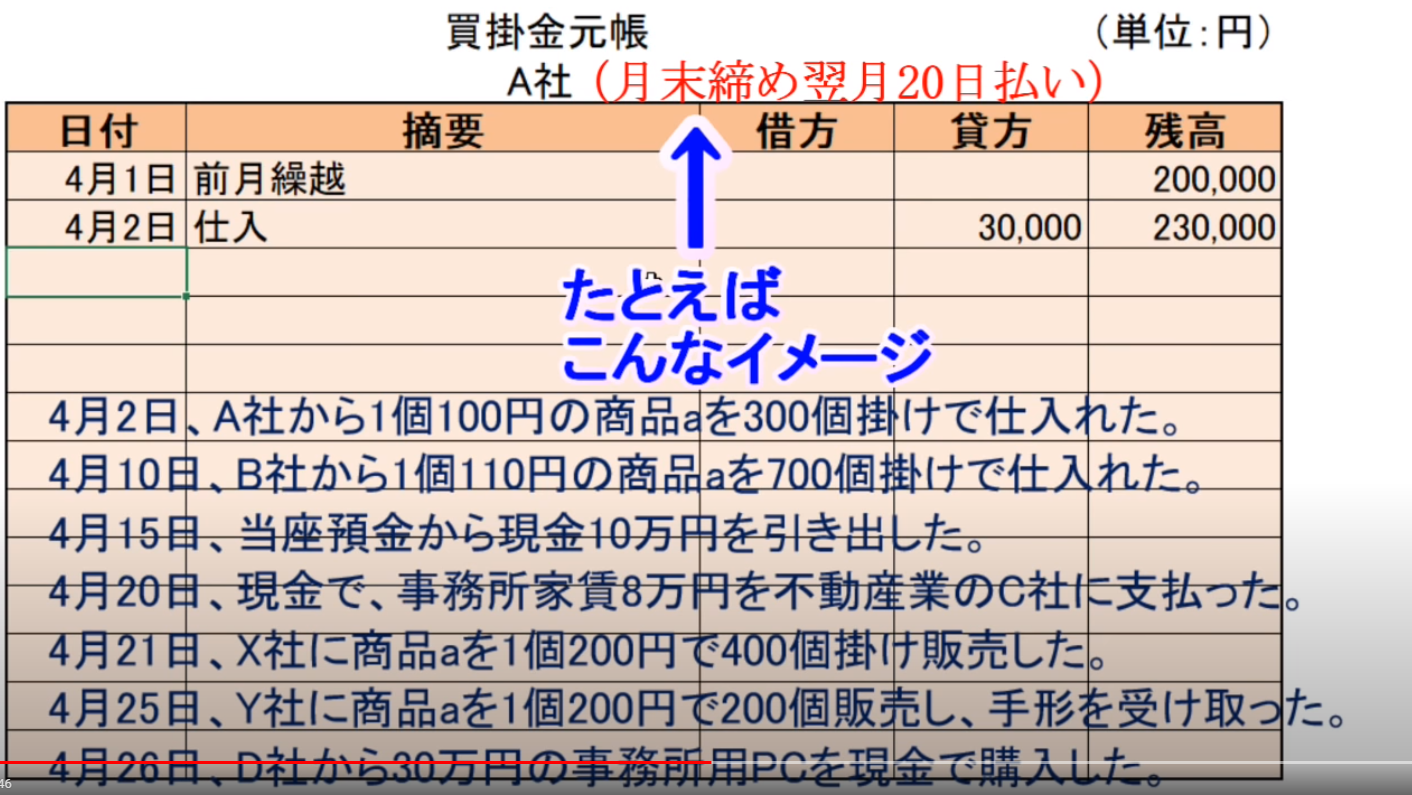 買掛金元帳 （単位：円）
A社 （月末締め翌月20日払い）
日付 摘要 借方 貸方 残高
4月1日 前月繰越 200,000
4月2日 仕入 30,000 230,000
たとえば
こんなイメージ
4月2日、A社から1個100円の商品aを300個掛けで仕入れた。
4月10日、B社から1個110円の商品aを700個掛けで仕入れた。
4月15日、当座預金から現金10万円を引き出した。
4月20日、現金で、事務所家賃8万円を不動産業のC社に支払った。
4月21日、X社に商品aを1個200円で400個掛け販売した。
4月25日、Y社に商品aを1個200円で200個販売し、手形を受け取った。
4月26日、D社から30万円の事務所用PCを現金で購入した。
46